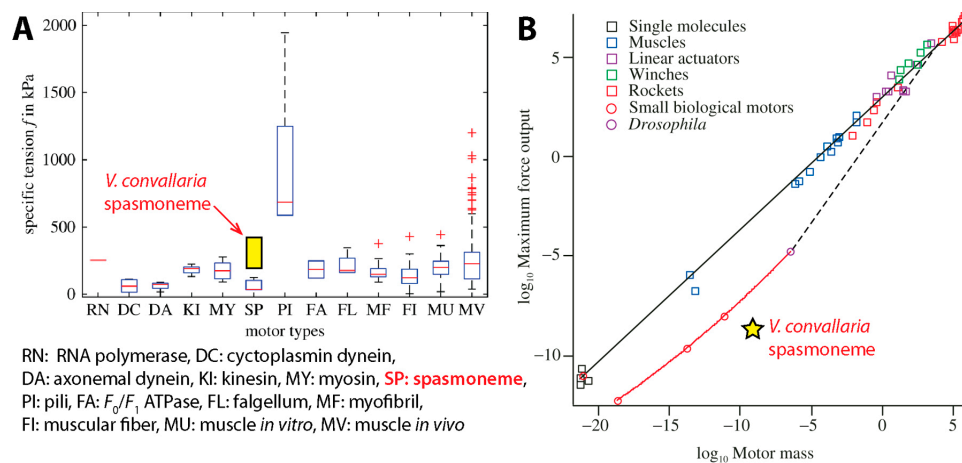 A
specific tension f in kPa
2000
1500
1000
500
0
V. convallaria
spasmoneme
RN DC DA KI MY SP PI FA FL MF FI MU MV
motor types
RN: RNA polymerase, DC: cyctoplasmin dynein,
DA: axonemal dynein, KI: kinesin, MY: myosin, SP: spasmoneme,
PI: pili, FA: F0/F1 ATPase, FL: falgellum, MF: myofibril,
FI: muscular fiber, MU: muscle in vitro, MV: muscle in vivo
B
Single molecules
Muscles
Linear actuators
Winches
Rockets
Small biological motors
Drosophila
log10 Maximum force output
5
0
−5
−10
V. convallaria
spasmoneme
−20 −15 −10 −5 0 5
log10 Motor mass